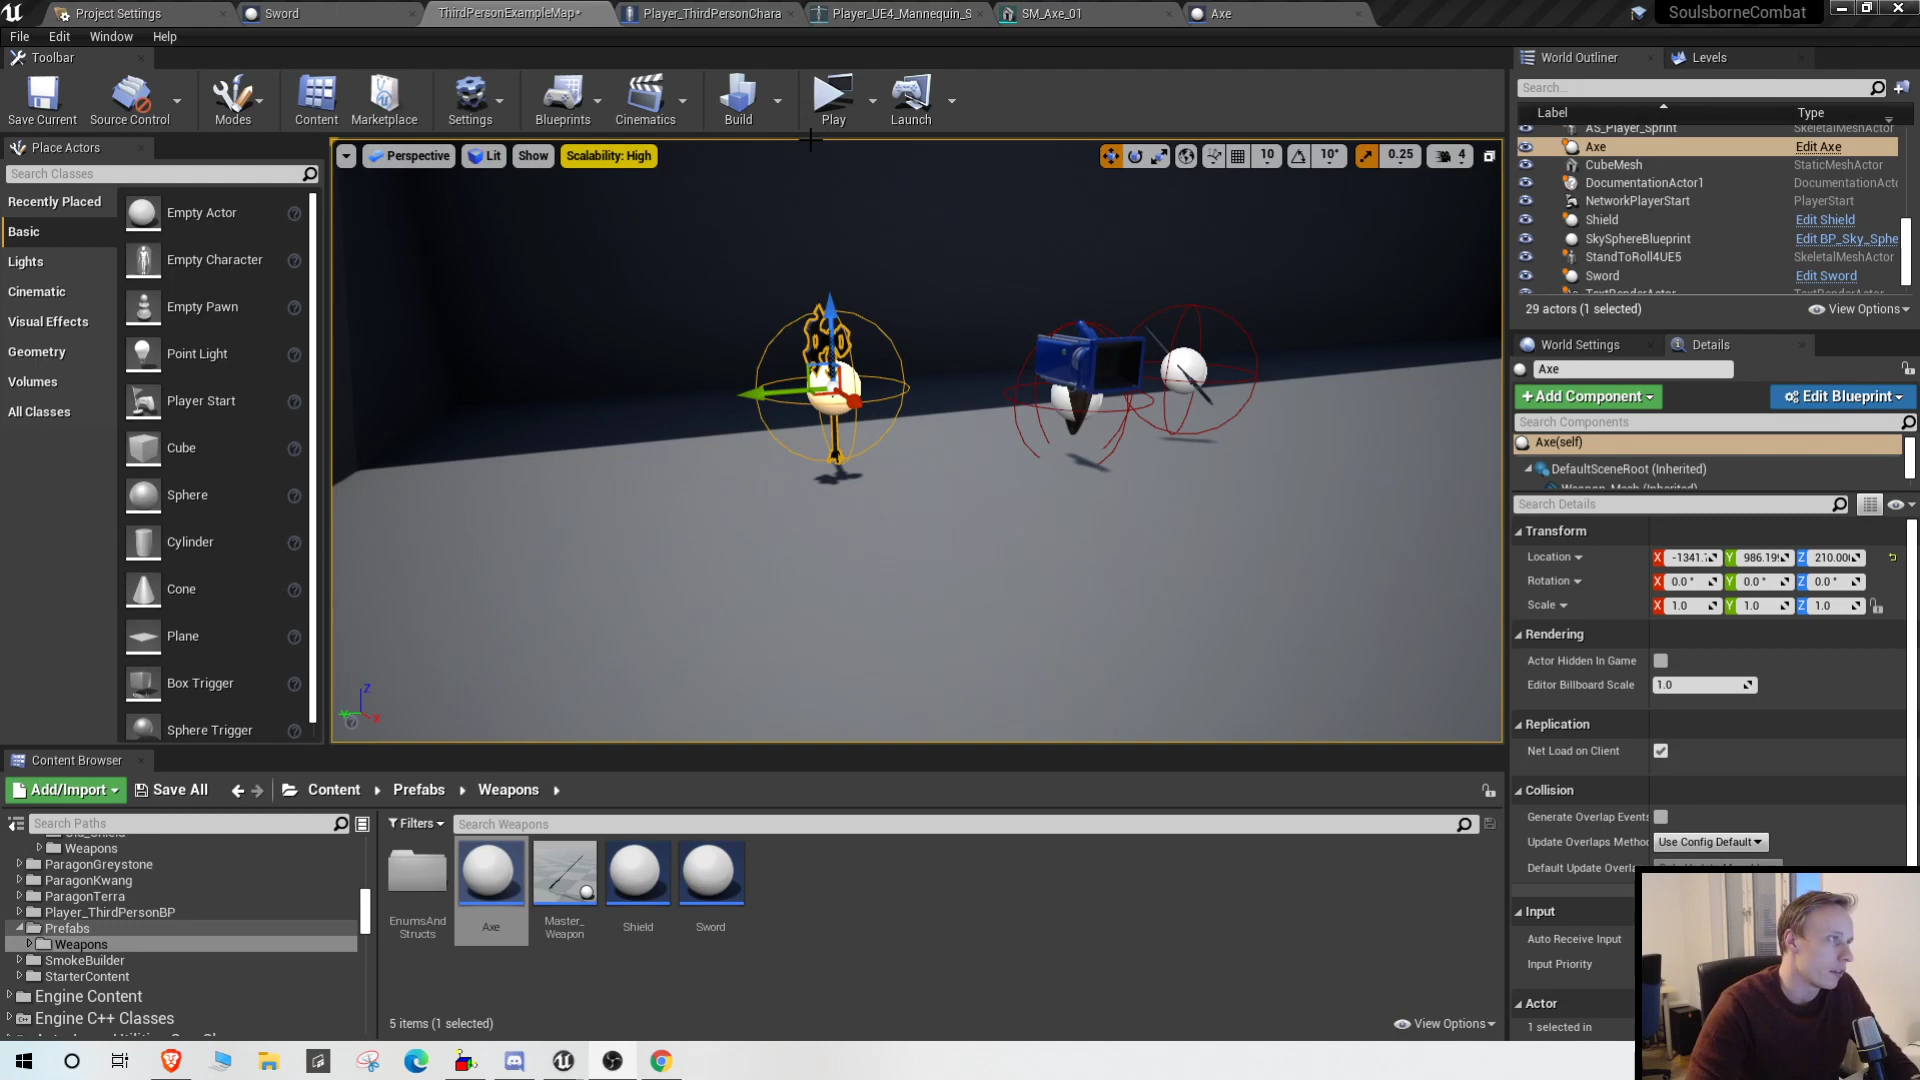 Project Settings
Sword
ThirdPersonExampleMap*
Player_ThirdPersonChara
Player_UE4_Mannequin_S
SM_Axe_01
Axe
SoulsborneCombat
File
Edit
Window
Help
Toolbar
Save Current
Source Control
Modes
Content
Marketplace
Settings
Blueprints
Cinematics
Build
Play
Launch
Place Actors
Search Classes
Recently Placed
Basic
Lights
Cinematic
Visual Effects
Geometry
Volumes
All Classes
Empty Actor
Empty Character
Empty Pawn
Point Light
Player Start
Cube
Sphere
Cylinder
Cone
Plane
Box Trigger
Sphere Trigger
Perspective
Lit
Show
Scalability: High
10
10°
0.25
4
Z
X
World Outliner
Levels
Search...
Label
Type
AS_Player_Sprint SkeletalMeshActor
Axe Edit Axe
CubeMesh StaticMeshActor
DocumentationActor1 DocumentationActo
NetworkPlayerStart PlayerStart
Shield Edit Shield
SkySphereBlueprint Edit BP_Sky_Sphe
StandToRoll4UE5 SkeletalMeshActor
Sword Edit Sword
TextRenderActor
29 actors (1 selected)
View Options
World Settings
Details
Axe
+Add Component
Edit Blueprint
Search Components
Axe(self)
DefaultSceneRoot (Inherited)
Weapon_Mesh (Inherited)
Search Details
Transform
Location X -1341. Y 986.19 Z 210.00
Rotation X 0.0 ° Y 0.0 ° Z 0.0 °
Scale X 1.0 Y 1.0 Z 1.0
Rendering
Actor Hidden In Game
Editor Billboard Scale 1.0
Replication
Net Load on Client
Collision
Generate Overlap Events
Update Overlaps Metho Use Config Default
Default Update Overla
Input
Auto Receive Input
Input Priority
Actor
1 selected in
Content Browser
Add/Import
Save All
Content
Prefabs
Weapons
Search Paths
Filters
Search Weapons
Old_Shield
Weapons
ParagonGreystone
ParagonKwang
ParagonTerra
Player_ThirdPersonBP
Prefabs
Weapons
SmokeBuilder
StarterContent
Engine Content
Engine C++ Classes
EnumsAnd
Structs
Axe
Master_
Weapon
Shield
Sword
5 items (1 selected)
View Options